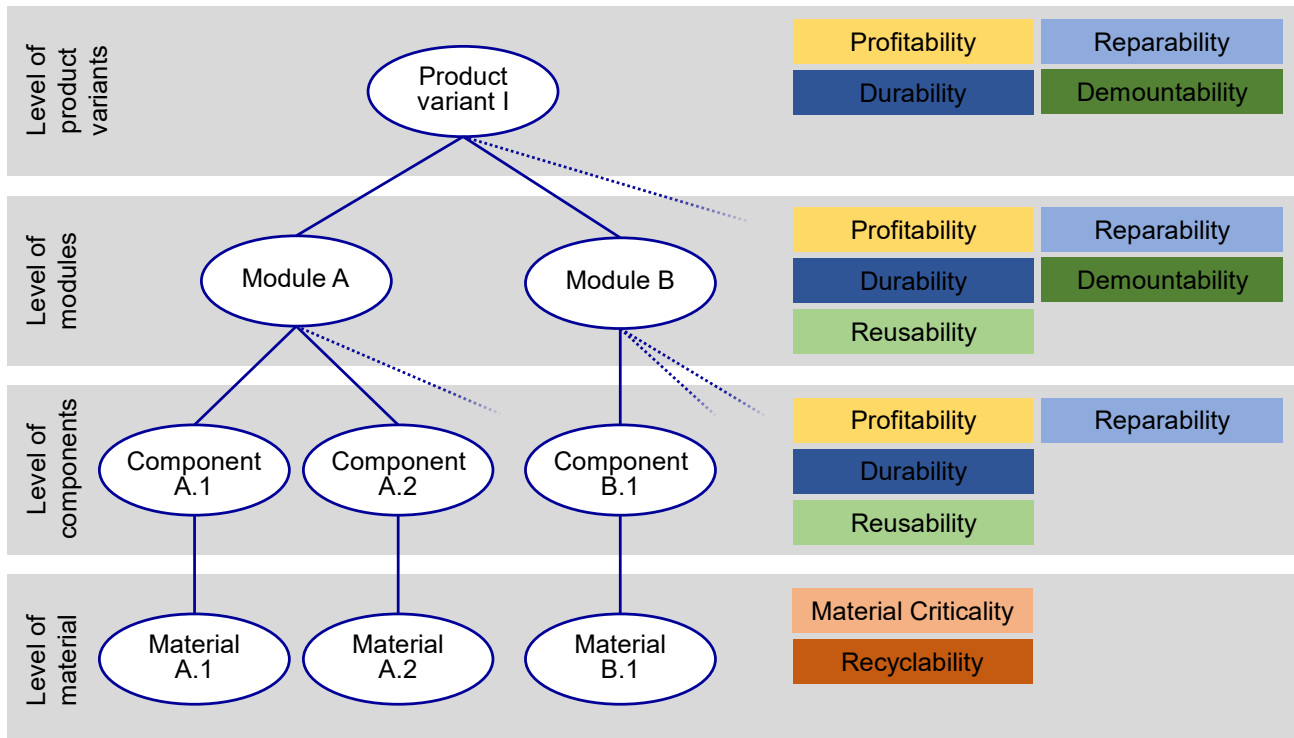 Level of
product
variants
Product
variant I
Profitability
Reparability
Durability
Demountability
Level of
modules
Module A
Module B
Profitability
Reparability
Durability
Demountability
Reusability
Level of
components
Component
A.1
Component
A.2
Component
B.1
Profitability
Reparability
Durability
Reusability
Level of
material
Material
A.1
Material
A.2
Material
B.1
Material Criticality
Recyclability